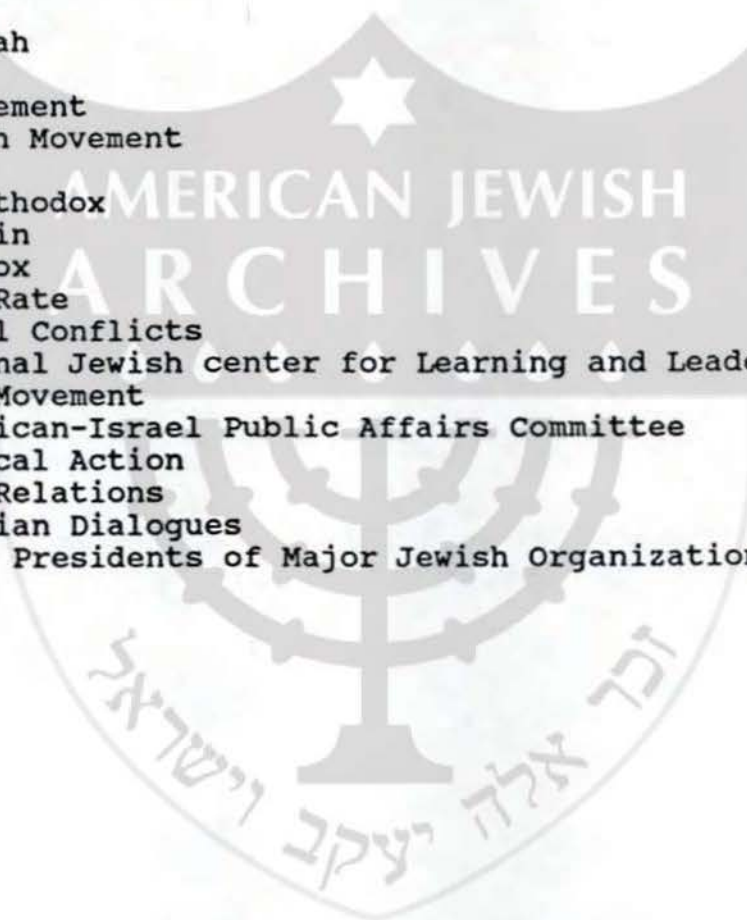 ah
ement
n Movement
thodox
AMERICAN JEWISH
in
ox
ARCHIVES
Rate
l Conflicts
nal Jewish center for Learning and Leade
Movement
ican-Israel Public Affairs Committee
cal Action
Relations
ian Dialogues
Presidents of Major Jewish Organization
זכר אלה יעקב וישראל